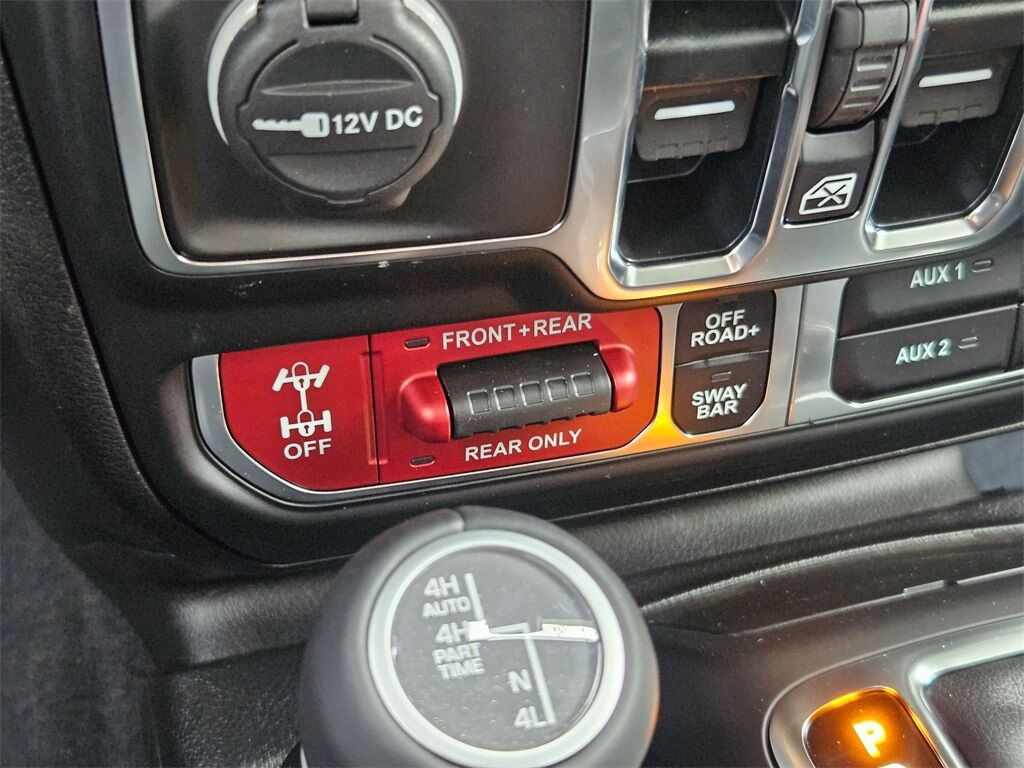 12V DC
AUX 1
AUX 2
FRONT+REAR
REAR ONLY
OFF
OFF
ROAD+
SWAY
BAR
4H
AUTO
4H
PART
TIME
N
4L
P